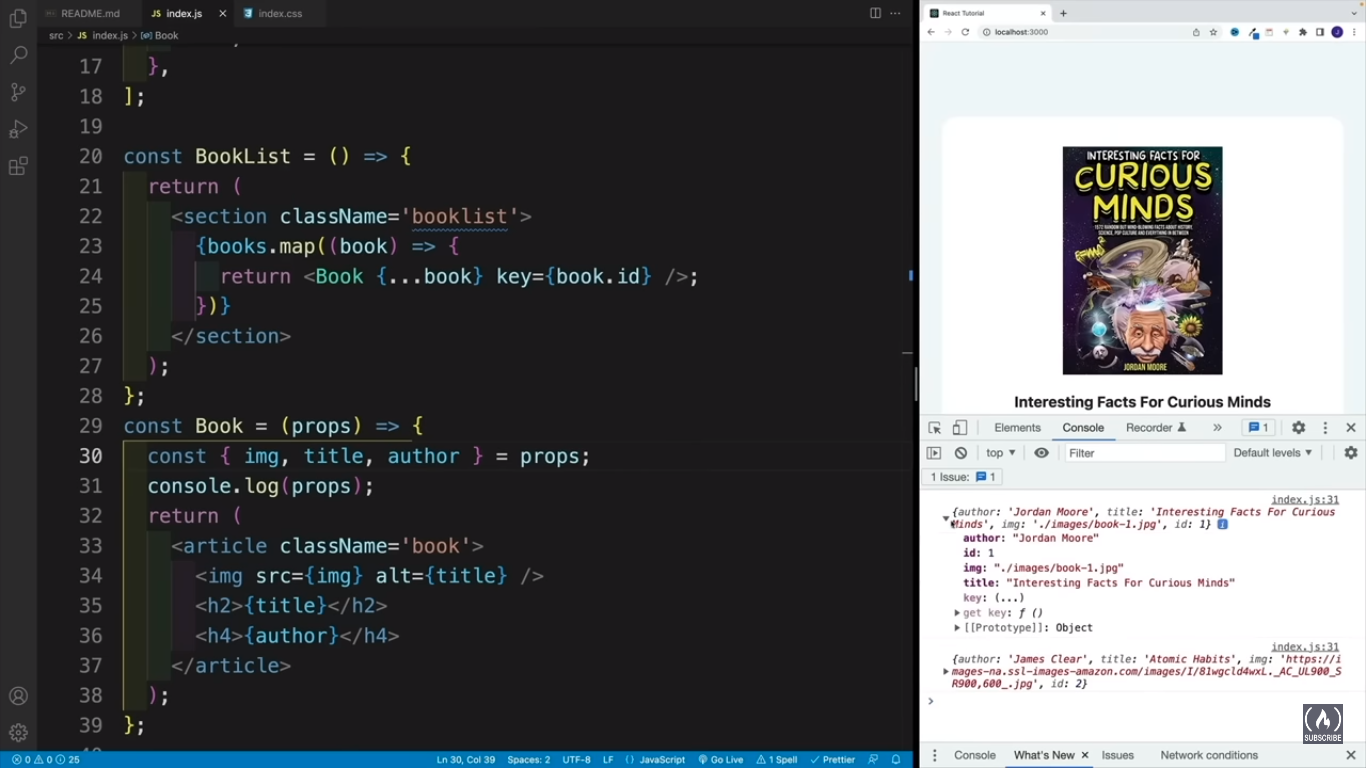 README.md
index.js
index.css
src > index.js > Book
17 },
18 ];
19
20 const BookList = () => {
21 return (
22 <section className='booklist'>
23 {books.map((book) => {
24 return <Book {...book} key={book.id} />;
25 })}
26 </section>
27 );
28 };
29 const Book = (props) => {
30 const { img, title, author } = props;
31 console.log(props);
32 return (
33 <article className='book'>
34 <img src={img} alt={title} />
35 <h2>{title}</h2>
36 <h4>{author}</h4>
37 </article>
38 );
39 };
0 0 25
Ln 30, Col 39 Spaces: 2 UTF-8 LF JavaScript Go Live 1 Spell Prettier
React Tutorial
localhost:3000
INTERESTING FACTS FOR
CURIOUS
MINDS
JORDAN MOORE
Interesting Facts For Curious Minds
Elements Console Recorder 1
top Filter Default levels
1 Issue: 1
index.js:31
{author: 'Jordan Moore', title: 'Interesting Facts For Curious
Minds', img: './images/book-1.jpg', id: 1}
author: "Jordan Moore"
id: 1
img: "./images/book-1.jpg"
title: "Interesting Facts For Curious Minds"
key: (...)
get key: ƒ ()
[[Prototype]]: Object
index.js:31
{author: 'James Clear', title: 'Atomic Habits', img: 'https://i
mages-na.ssl-images-amazon.com/images/I/81wgcld4wxL._AC_UL900_S
R900,600_.jpg', id: 2}
SUBSCRIBE
Console What's New Issues Network conditions